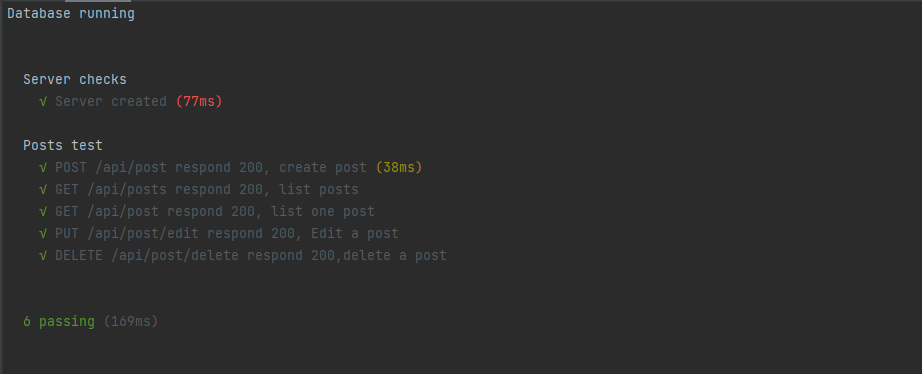 Database running
Server checks
√ Server created (77ms)
Posts test
√ POST /api/post respond 200, create post (38ms)
√ GET /api/posts respond 200, list posts
√ GET /api/post respond 200, list one post
√ PUT /api/post/edit respond 200, Edit a post
√ DELETE /api/post/delete respond 200,delete a post
6 passing (169ms)